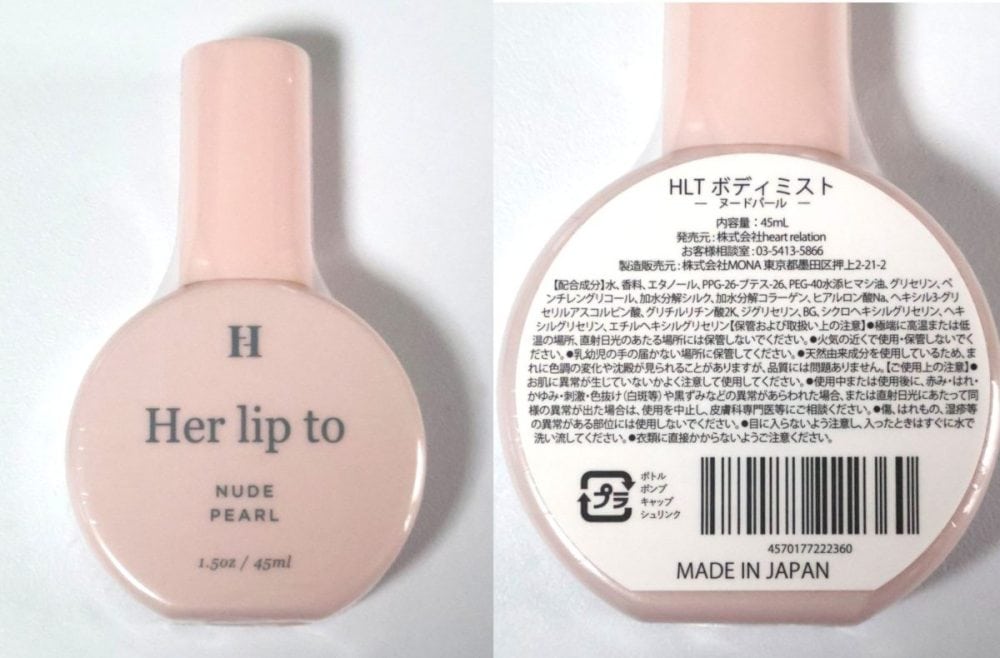 H
Her lip to
NUDE
PEARL
1.5oz / 45ml
HLT ボディミスト
— ヌードパール —
内容量：45mL
発売元：株式会社heart relation
お客様相談室：03-5413-5866
製造販売元：株式会社MONA 東京都墨田区押上2-21-2
【配合成分】水、香料、エタノール、PPG-26-ブテス-26、PEG-40水添ヒマシ油、グリセリン、ペ
ンチレングリコール、加水分解シルク、加水分解コラーゲン、ヒアルロン酸Na、ヘキシル3-グリ
セリルアスコルビン酸、グリチルリチン酸2K、ジグリセリン、BG、シクロヘキシルグリセリン、ヘキ
シルグリセリン、エチルヘキシルグリセリン【保管および取扱い上の注意】●極端に高温または低
温の場所、直射日光のあたる場所には保管しないでください。●火気の近くで使用・保管しないでく
ださい。●乳幼児の手の届かない場所に保管してください。●天然由来成分を使用しているため、ま
れに色調の変化や沈殿が見られることがありますが、品質には問題ありません。【ご使用上の注意】●
お肌に異常が生じていないかよく注意して使用してください。●使用中または使用後に、赤み・はれ・
かゆみ・刺激・色抜け（白斑等）や黒ずみなどの異常があらわれた場合、または直射日光にあたって同
様の異常が出た場合は、使用を中止し、皮膚科専門医等にご相談ください。●傷、はれもの、湿疹等
の異常がある部位には使用しないでください。●目に入らないよう注意し、入ったときはすぐに水で
洗い流してください。●衣類に直接かからないようご注意ください。
プラ
ボトル
ポンプ
キャップ
シュリンク
4570177222360
MADE IN JAPAN